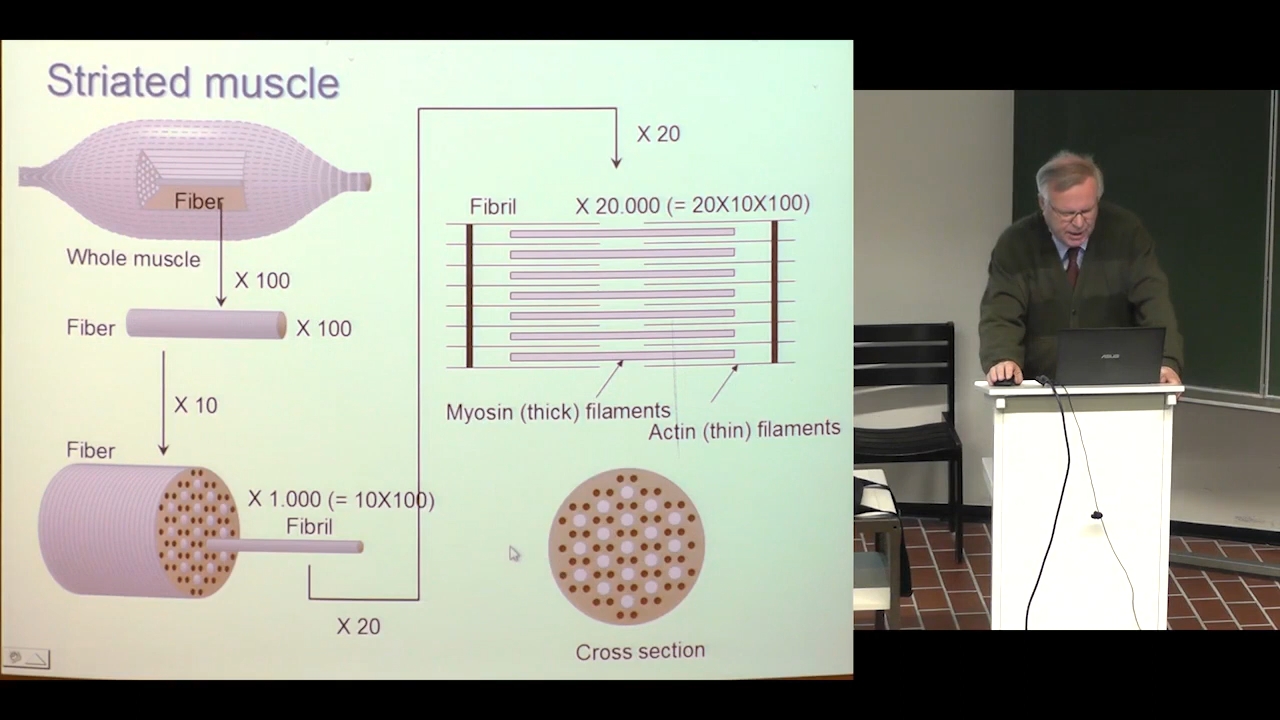 Striated muscle
Fiber
Whole muscle
X 100
Fiber
X 100
X 10
Fiber
X 1.000 (= 10X100)
Fibril
X 20
X 20
Fibril
X 20.000 (= 20X10X100)
Myosin (thick) filaments
Actin (thin) filaments
Cross section
ASUS